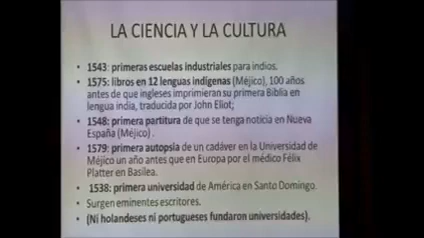 LA CIENCIA Y LA CULTURA
• 1543: primeras escuelas industriales para indios.
• 1575: libros en 12 lenguas indígenas (Méjico), 100 años
antes de que ingleses imprimieran su primera Biblia en
lengua india, traducida por John Eliot;
• 1548: primera partitura de que se tenga noticia en Nueva
España (Méjico) .
• 1579: primera autopsia de un cadáver en la Universidad de
Méjico un año antes que en Europa por el médico Félix
Platter en Basilea.
• 1538: primera universidad de América en Santo Domingo.
• Surgen eminentes escritores.
• (Ni holandeses ni portugueses fundaron universidades).